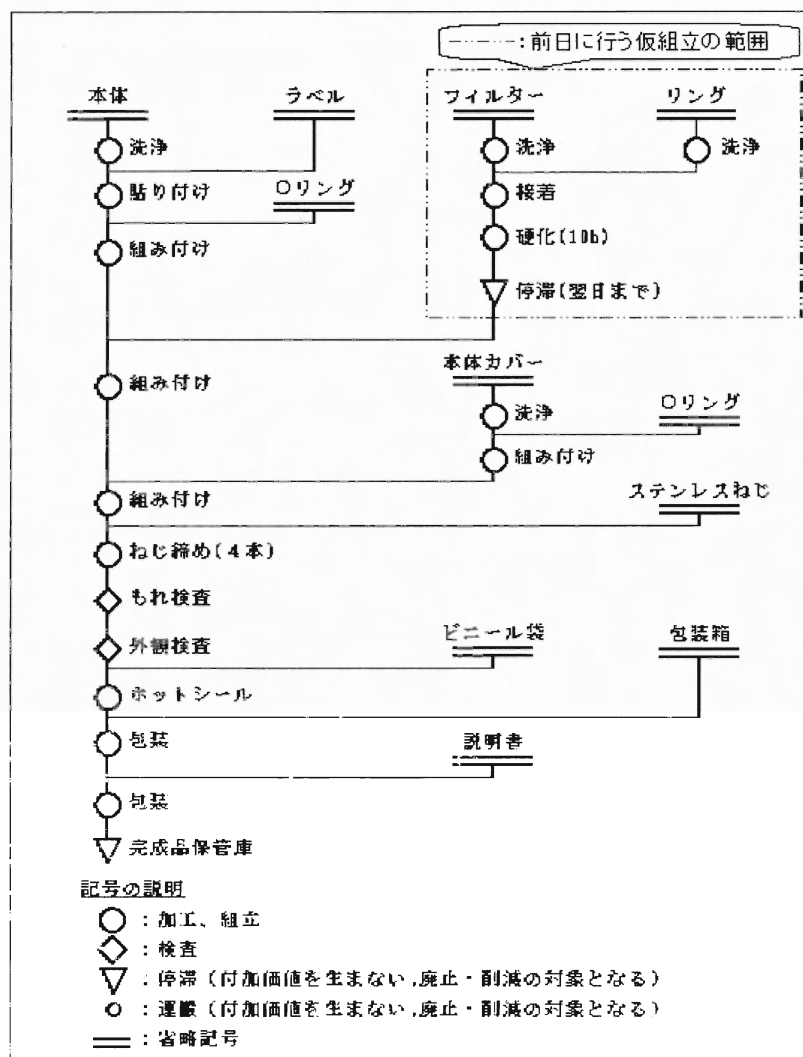 :前日に行う仮組立の範囲
本体
ラベル
フィルター
リング
洗浄
洗浄
洗浄
貼り付け
Oリング
接着
組み付け
硬化(10h)
停滞(翌日まで)
組み付け
本体カバー
洗浄
Oリング
組み付け
組み付け
ステンレスねじ
ねじ締め(4本)
もれ検査
外観検査
ビニール袋
包装箱
ホットシール
包装
説明書
包装
完成品保管庫
記号の説明
:加工、組立
:検査
:停滞(付加価値を生まない,廃止・削減の対象となる)
:運搬(付加価値を生まない,廃止・削減の対象となる)
:省略記号